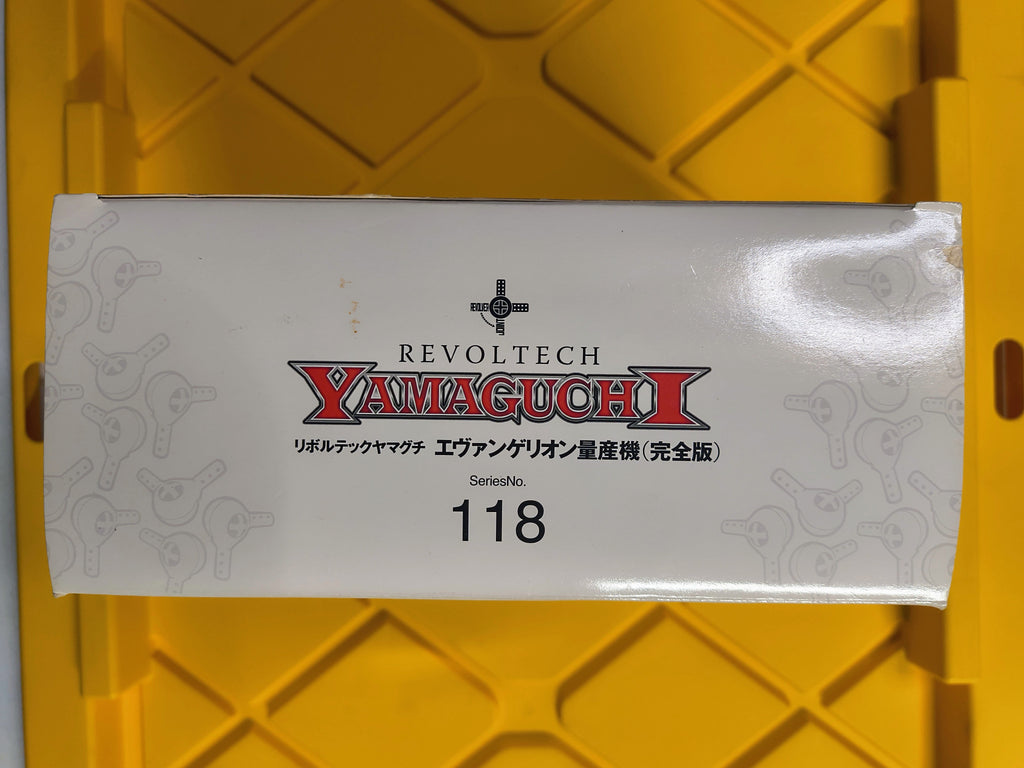 REVOLVER
REVOLTECH
YAMAGUCHI
リボルテックヤマグチ エヴァンゲリオン量産機(完全版)
SeriesNo.
118